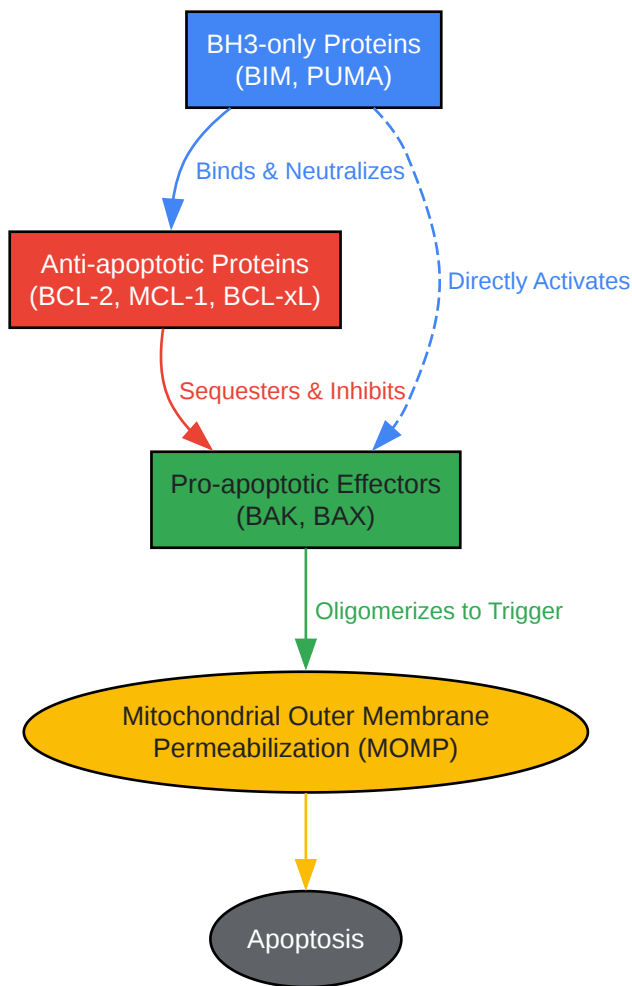 BH3-only Proteins
(BIM, PUMA)
Binds & Neutralizes
Anti-apoptotic Proteins
(BCL-2, MCL-1, BCL-xL)
Directly Activates
Sequesters & Inhibits
Pro-apoptotic Effectors
(BAK, BAX)
Oligomerizes to Trigger
Mitochondrial Outer Membrane
Permeabilization (MOMP)
Apoptosis